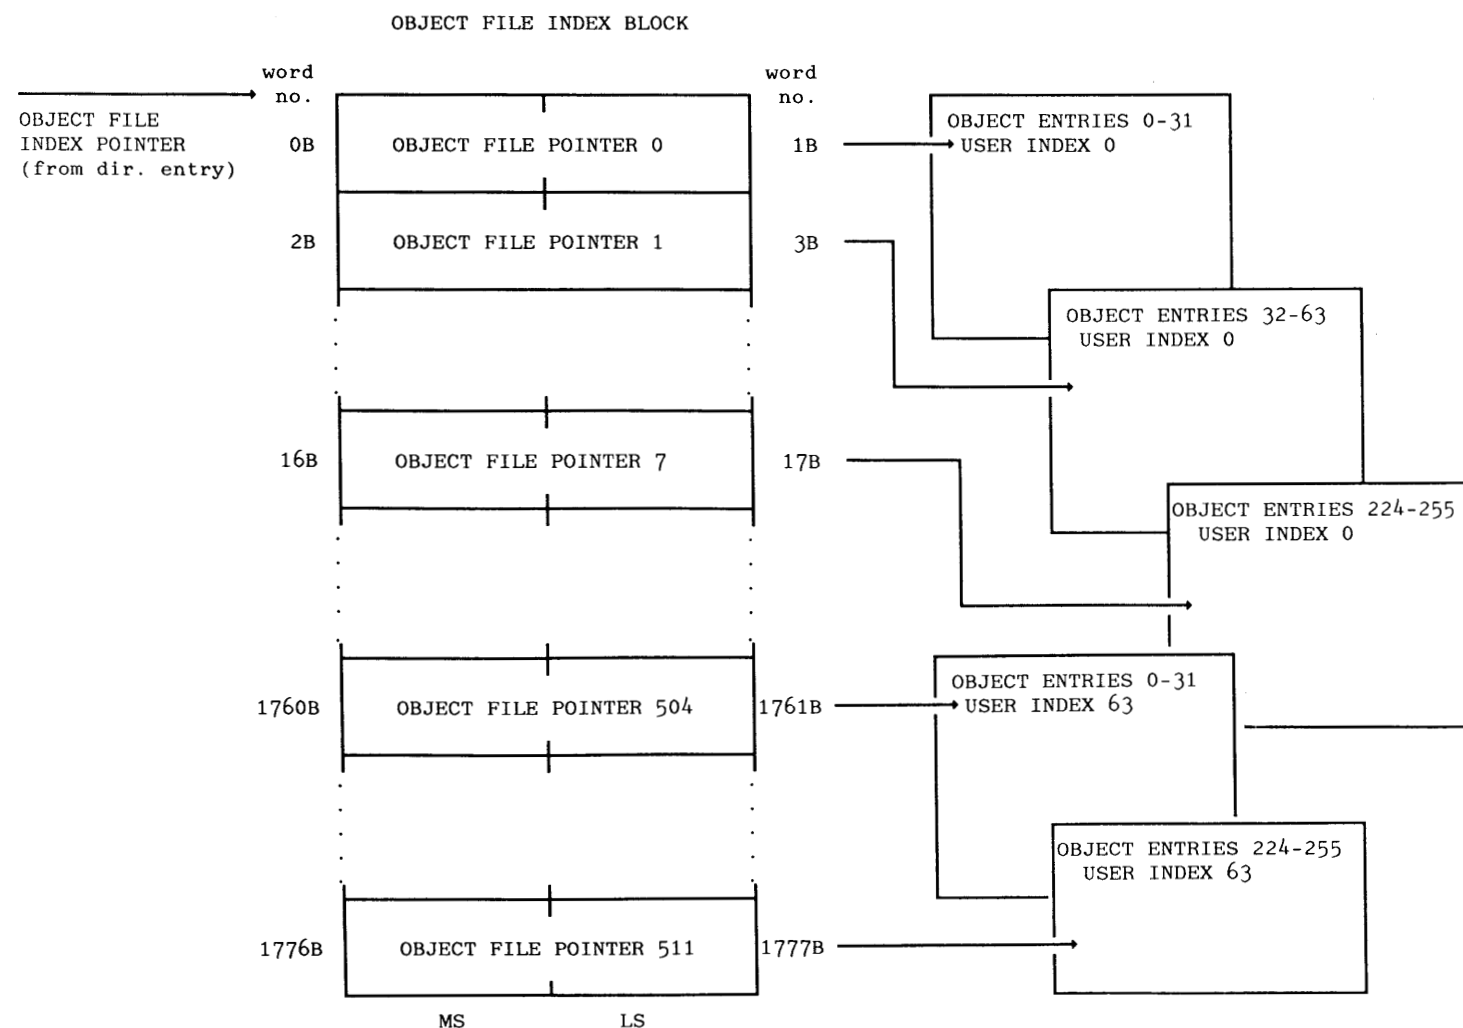 OBJECT FILE INDEX BLOCK
word
no.
word
no.
OBJECT FILE
INDEX POINTER
(from dir. entry)
0B
OBJECT FILE POINTER 0
1B
OBJECT ENTRIES 0-31
USER INDEX 0
2B
OBJECT FILE POINTER 1
3B
OBJECT ENTRIES 32-63
USER INDEX 0
16B
OBJECT FILE POINTER 7
17B
OBJECT ENTRIES 224-255
USER INDEX 0
1760B
OBJECT FILE POINTER 504
1761B
OBJECT ENTRIES 0-31
USER INDEX 63
OBJECT ENTRIES 224-255
USER INDEX 63
1776B
OBJECT FILE POINTER 511
1777B
MS
LS